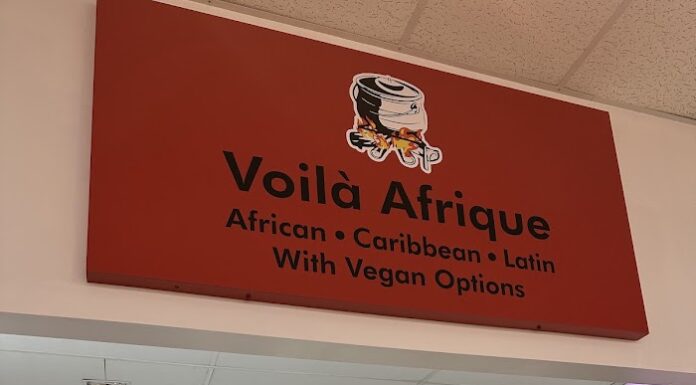 Voilà Afrique
African • Caribbean • Latin
With Vegan Options